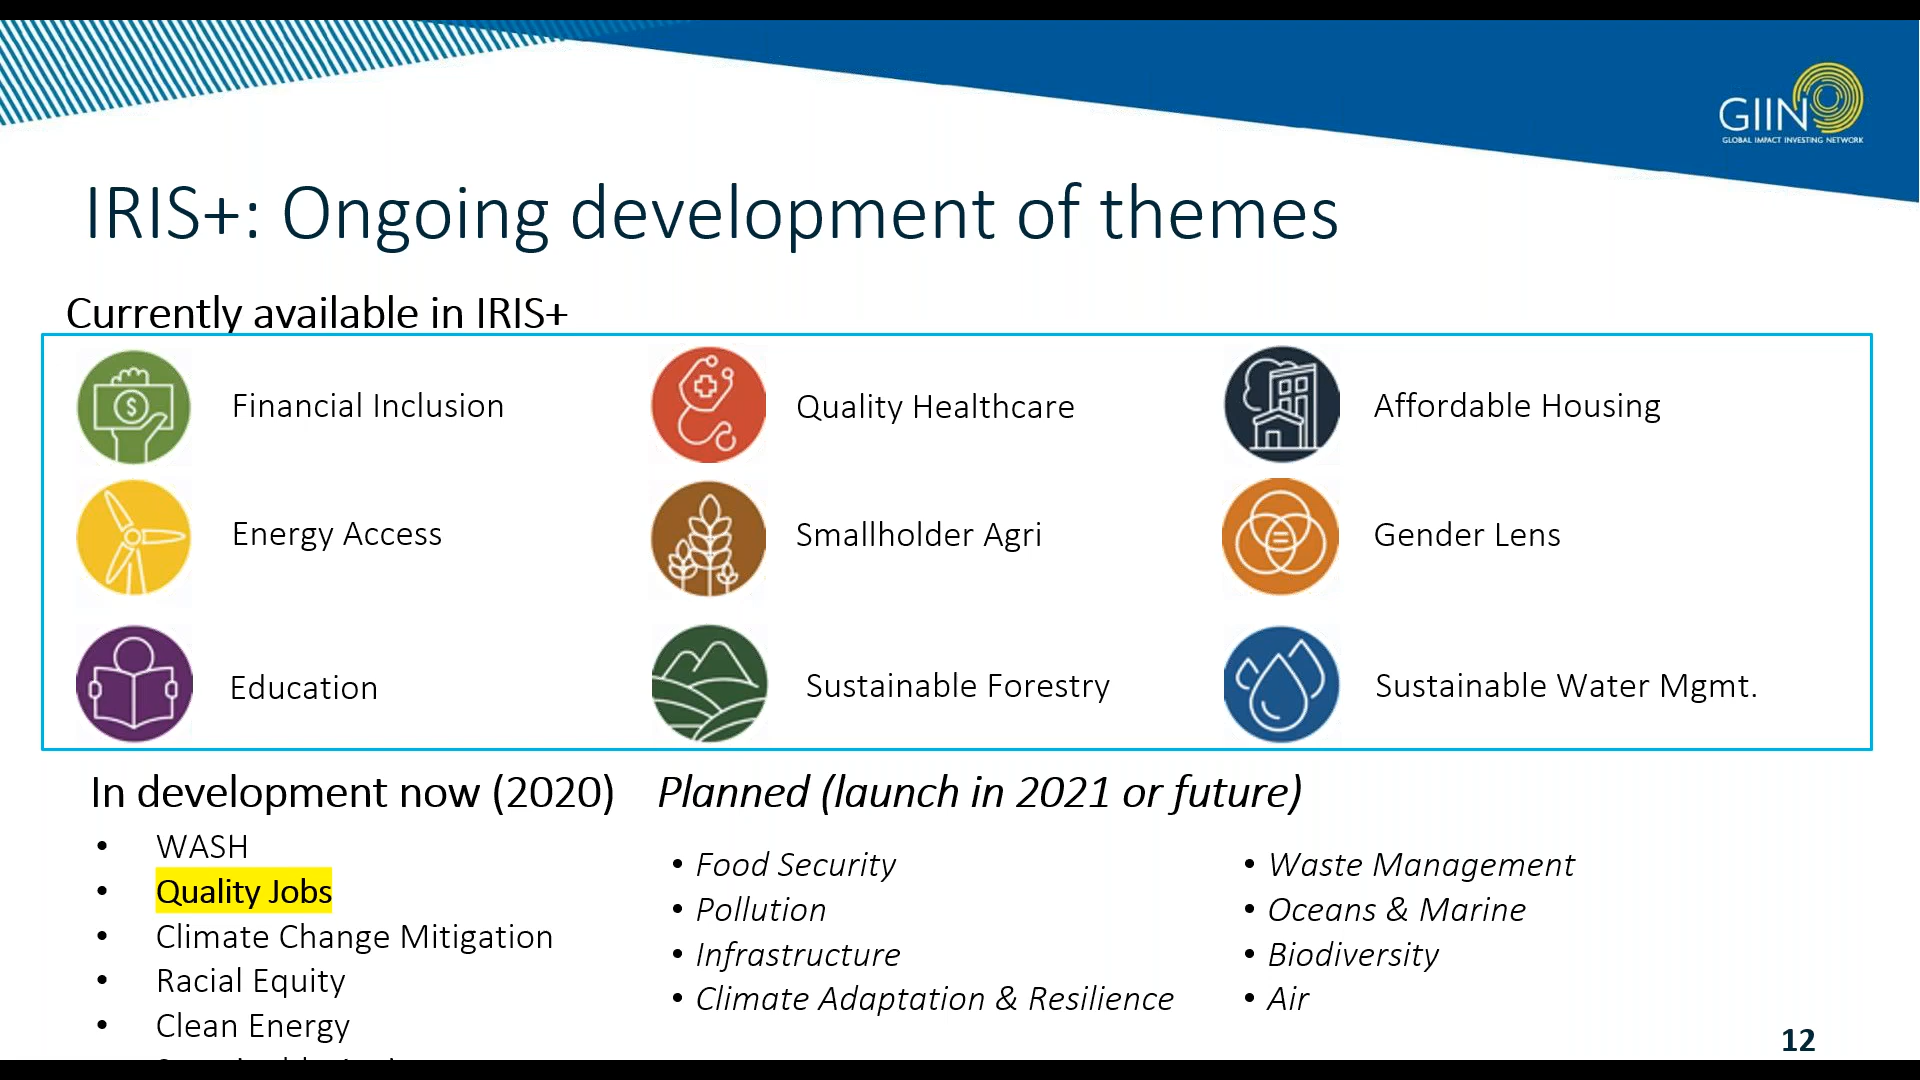 GIIN
GLOBAL IMPACT INVESTING NETWORK
IRIS+: Ongoing development of themes
Currently available in IRIS+
Financial Inclusion
Quality Healthcare
Affordable Housing
Energy Access
Smallholder Agri
Gender Lens
Education
Sustainable Forestry
Sustainable Water Mgmt.
In development now (2020)
• WASH
• Quality Jobs
• Climate Change Mitigation
• Racial Equity
• Clean Energy
Planned (launch in 2021 or future)
• Food Security
• Pollution
• Infrastructure
• Climate Adaptation & Resilience
• Waste Management
• Oceans & Marine
• Biodiversity
• Air
12